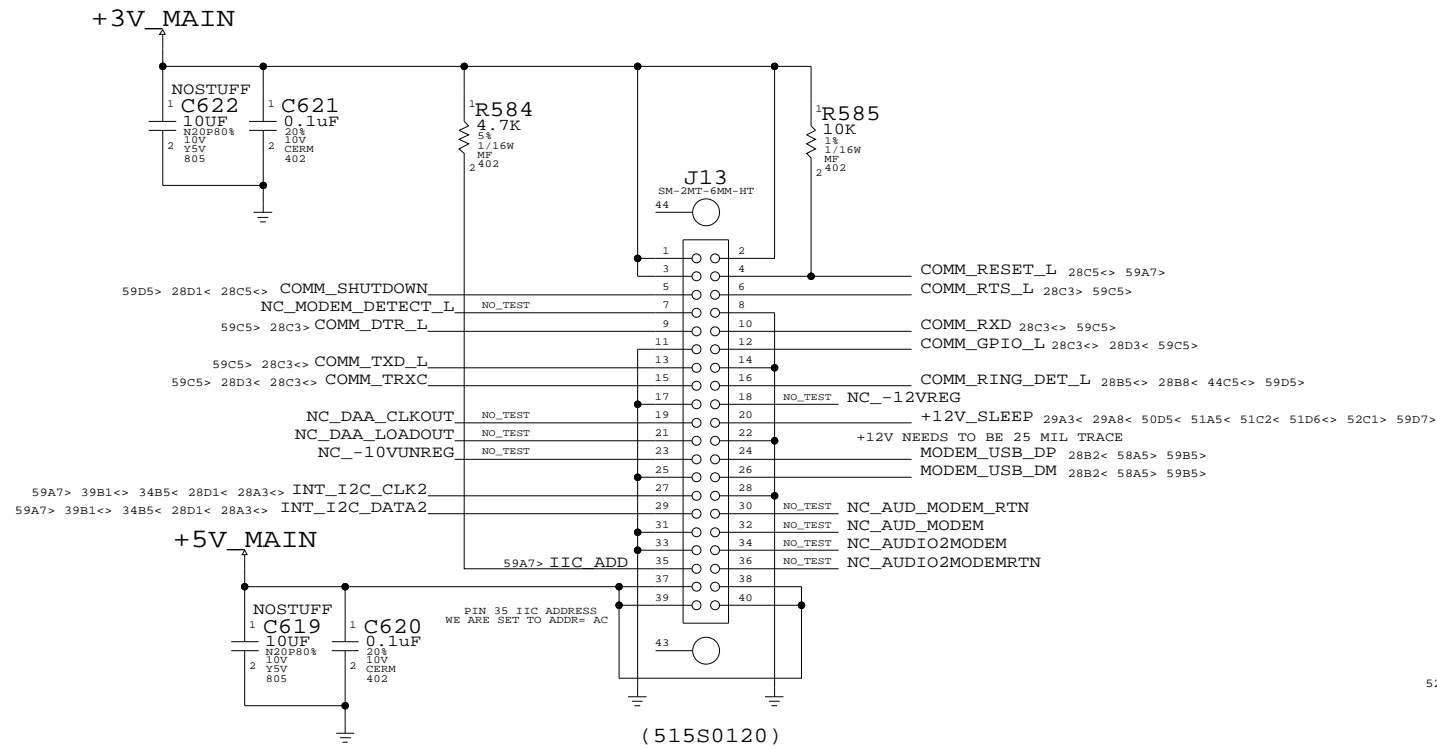 +3V_MAIN
NOSTUFF
1 C622
10UF
N20P80%
10V
2 Y5V
805
1 C621
0.1uF
20%
10V
2 CERM
402
1 R584
4.7K
5%
1/16W
MF
2 402
1 R585
10K
1%
1/16W
MF
2 402
J13
SM-2MT-6MM-HT
44
1 2
3 4 COMM_RESET_L 28C5<> 59A7>
59D5> 28D1< 28C5<> COMM_SHUTDOWN 5 6 COMM_RTS_L 28C3> 59C5>
NC_MODEM_DETECT_L NO_TEST 7 8
59C5> 28C3> COMM_DTR_L 9 10 COMM_RXD 28C3<> 59C5>
11 12 COMM_GPIO_L 28C3<> 28D3< 59C5>
59C5> 28C3<> COMM_TXD_L 13 14
59C5> 28D3< 28C3<> COMM_TRXC 15 16 COMM_RING_DET_L 28B5<> 28B8< 44C5<> 59D5>
17 18 NO_TEST NC_-12VREG
NC_DAA_CLKOUT NO_TEST 19 20 +12V_SLEEP 29A3< 29A8< 50D5< 51A5< 51C2< 51D6<> 52C1> 59D7>
NC_DAA_LOADOUT NO_TEST 21 22 +12V NEEDS TO BE 25 MIL TRACE
NC_-10VUNREG NO_TEST 23 24 MODEM_USB_DP 28B2< 58A5> 59B5>
25 26 MODEM_USB_DM 28B2< 58A5> 59B5>
59A7> 39B1<> 34B5< 28D1< 28A3<> INT_I2C_CLK2 27 28
59A7> 39B1<> 34B5< 28D1< 28A3<> INT_I2C_DATA2 29 30 NO_TEST NC_AUD_MODEM_RTN
31 32 NO_TEST NC_AUD_MODEM
33 34 NO_TEST NC_AUDIO2MODEM
59A7> IIC_ADD 35 36 NO_TEST NC_AUDIO2MODEMRTN
37 38
39 40
+5V_MAIN
PIN 35 IIC ADDRESS
WE ARE SET TO ADDR= AC
NOSTUFF
1 C619
10UF
N20P80%
10V
2 Y5V
805
1 C620
0.1uF
20%
10V
2 CERM
402
43
(515S0120)